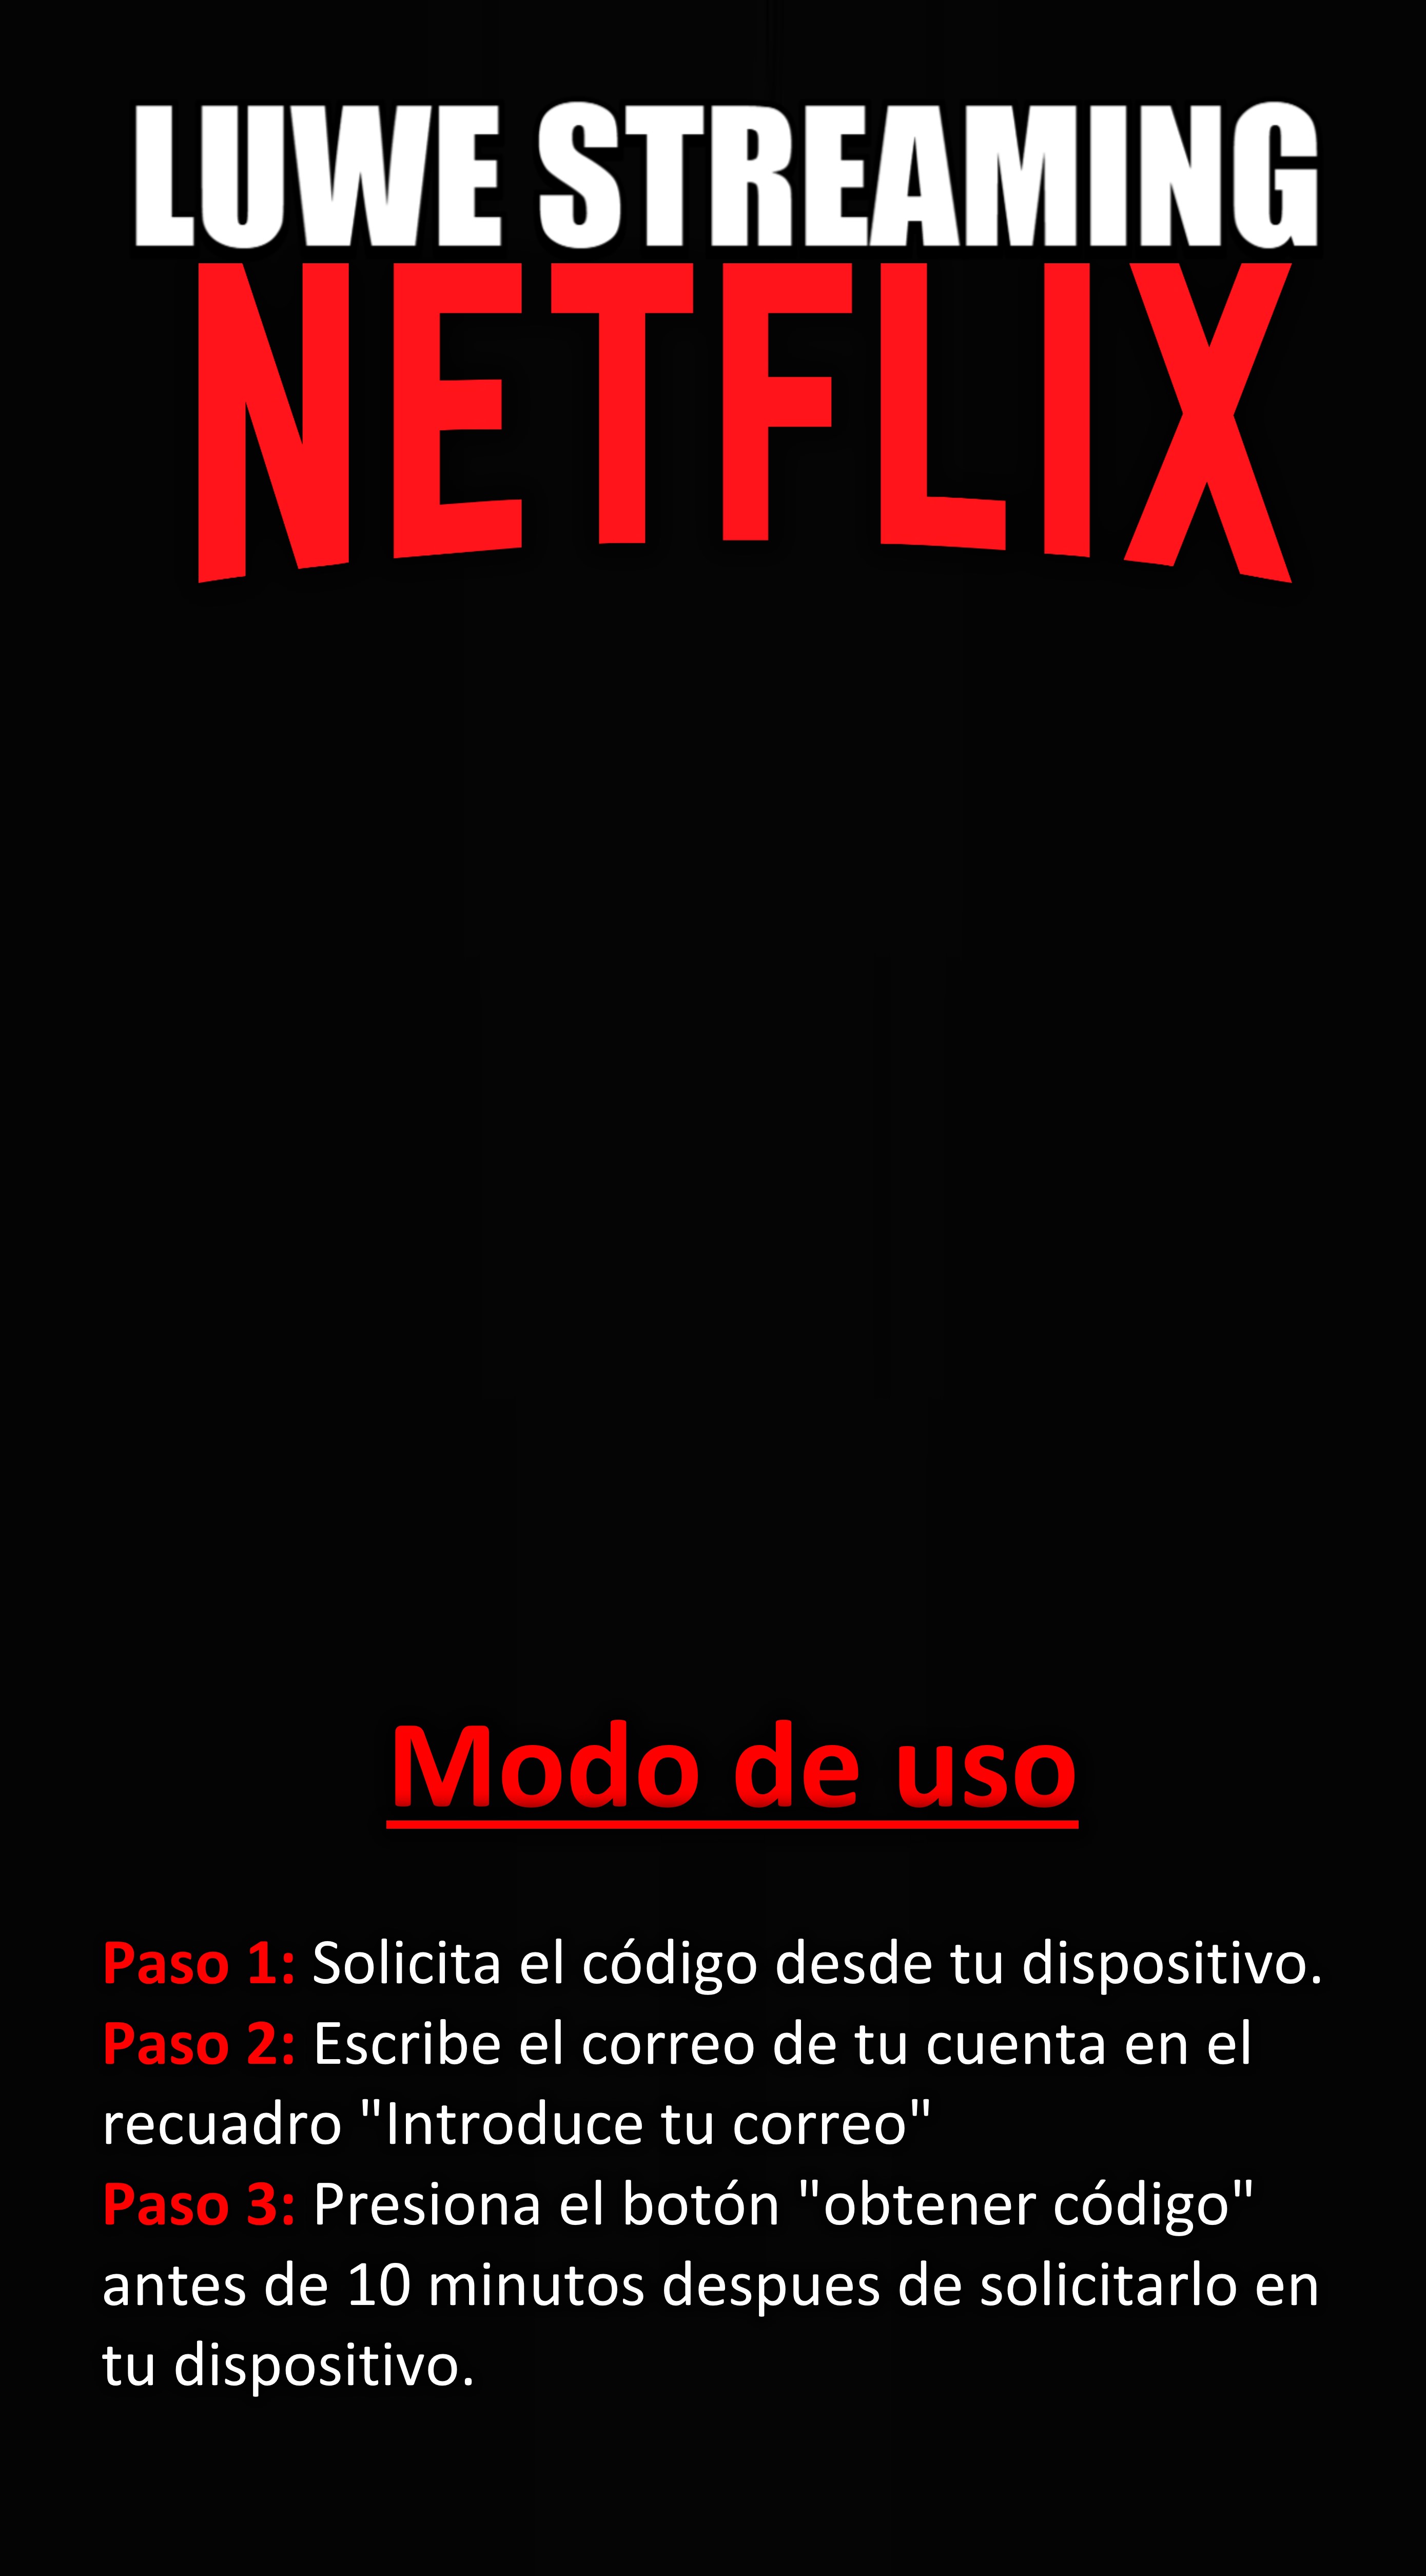 LUWE STREAMING
NETFLIX
Modo de uso
Paso 1: Solicita el código desde tu dispositivo.
Paso 2: Escribe el correo de tu cuenta en el
recuadro "Introduce tu correo"
Paso 3: Presiona el botón "obtener código"
antes de 10 minutos despues de solicitarlo en
tu dispositivo.